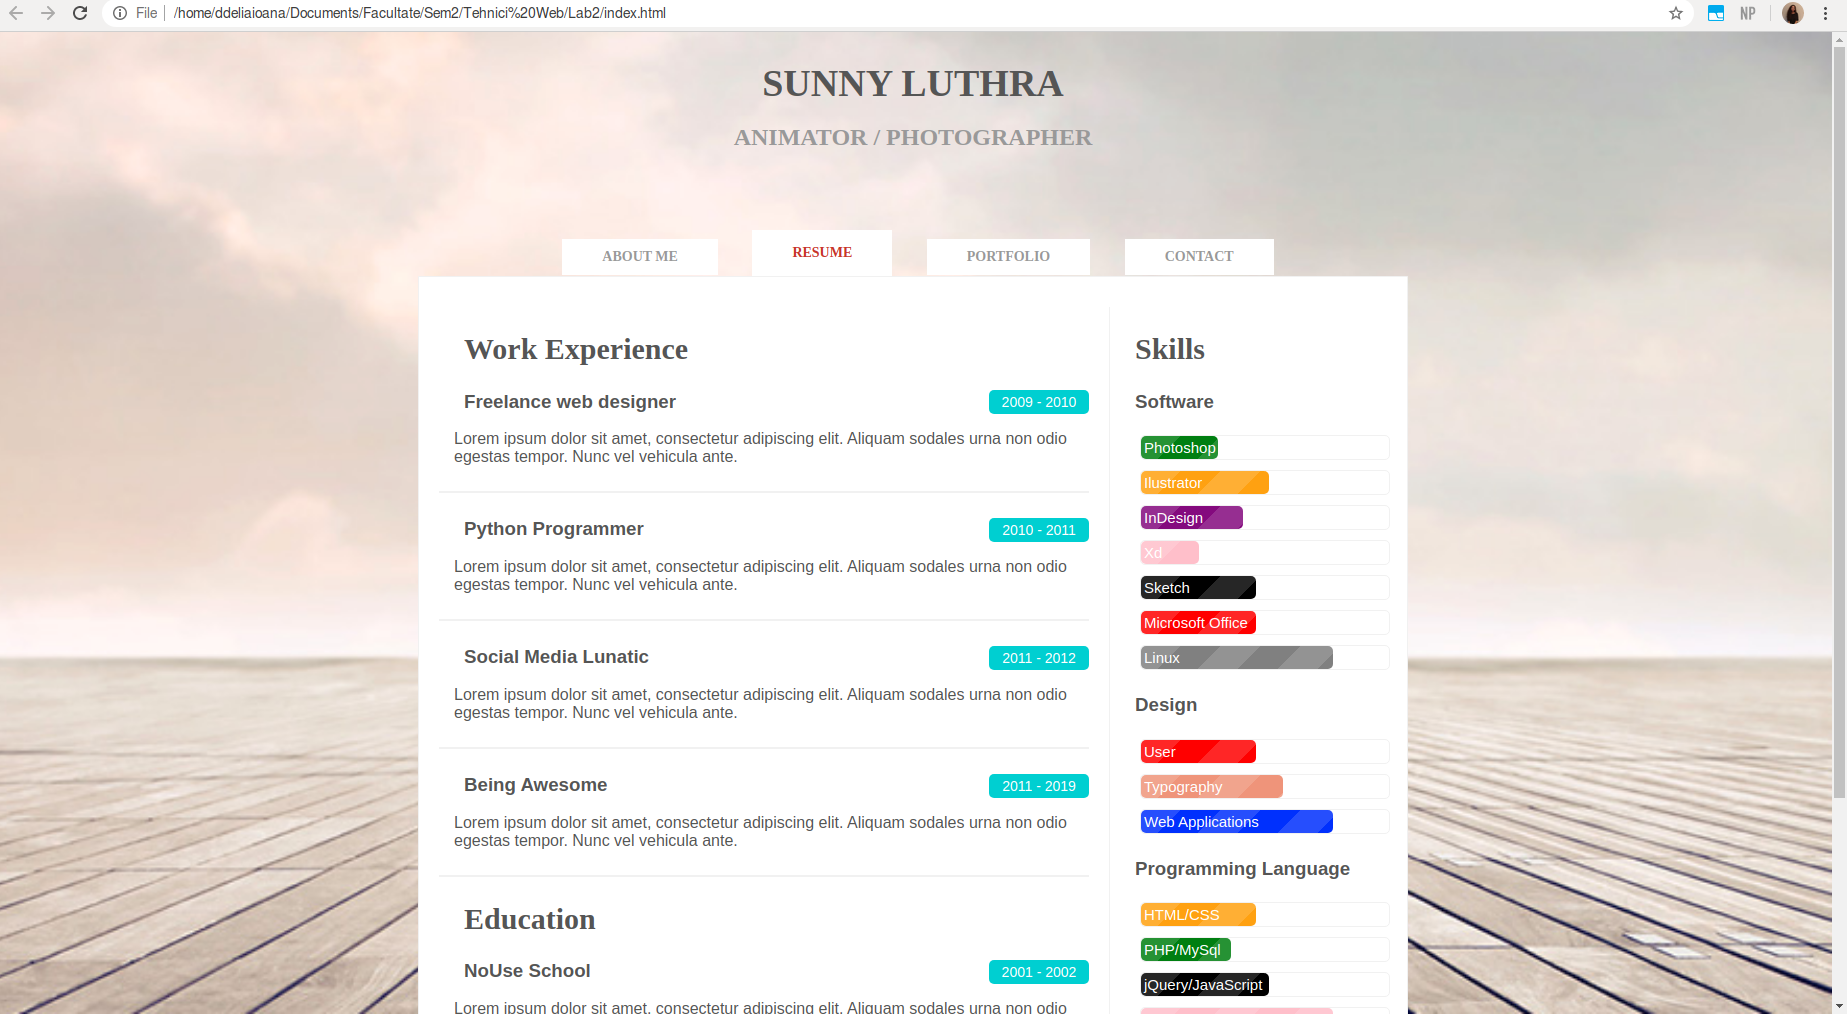 File
/home/ddeliaioana/Documents/Facultate/Sem2/Tehnici%20Web/Lab2/index.html
NP
SUNNY LUTHRA
ANIMATOR / PHOTOGRAPHER
ABOUT ME
RESUME
PORTFOLIO
CONTACT
Work Experience
Freelance web designer
2009 - 2010
Lorem ipsum dolor sit amet, consectetur adipiscing elit. Aliquam sodales urna non odio
egestas tempor. Nunc vel vehicula ante.
Python Programmer
2010 - 2011
Lorem ipsum dolor sit amet, consectetur adipiscing elit. Aliquam sodales urna non odio
egestas tempor. Nunc vel vehicula ante.
Social Media Lunatic
2011 - 2012
Lorem ipsum dolor sit amet, consectetur adipiscing elit. Aliquam sodales urna non odio
egestas tempor. Nunc vel vehicula ante.
Being Awesome
2011 - 2019
Lorem ipsum dolor sit amet, consectetur adipiscing elit. Aliquam sodales urna non odio
egestas tempor. Nunc vel vehicula ante.
Education
NoUse School
2001 - 2002
Lorem ipsum dolor sit amet, consectetur adipiscing elit. Aliquam sodales urna non odio
Skills
Software
Photoshop
Ilustrator
InDesign
Xd
Sketch
Microsoft Office
Linux
Design
User
Typography
Web Applications
Programming Language
HTML/CSS
PHP/MySql
jQuery/JavaScript